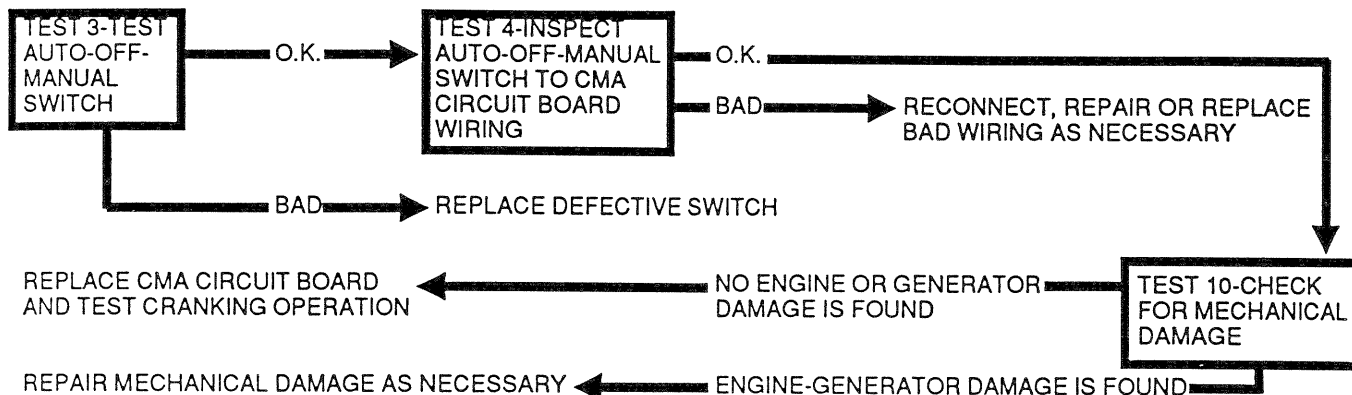 TEST 3-TEST
AUTO-OFF-
MANUAL
SWITCH
O.K.
TEST 4-INSPECT
AUTO-OFF-MANUAL
SWITCH TO CMA
CIRCUIT BOARD
WIRING
O.K.
BAD
RECONNECT, REPAIR OR REPLACE
BAD WIRING AS NECESSARY
BAD
REPLACE DEFECTIVE SWITCH
TEST 10-CHECK
FOR MECHANICAL
DAMAGE
NO ENGINE OR GENERATOR
DAMAGE IS FOUND
REPLACE CMA CIRCUIT BOARD
AND TEST CRANKING OPERATION
ENGINE-GENERATOR DAMAGE IS FOUND
REPAIR MECHANICAL DAMAGE AS NECESSARY